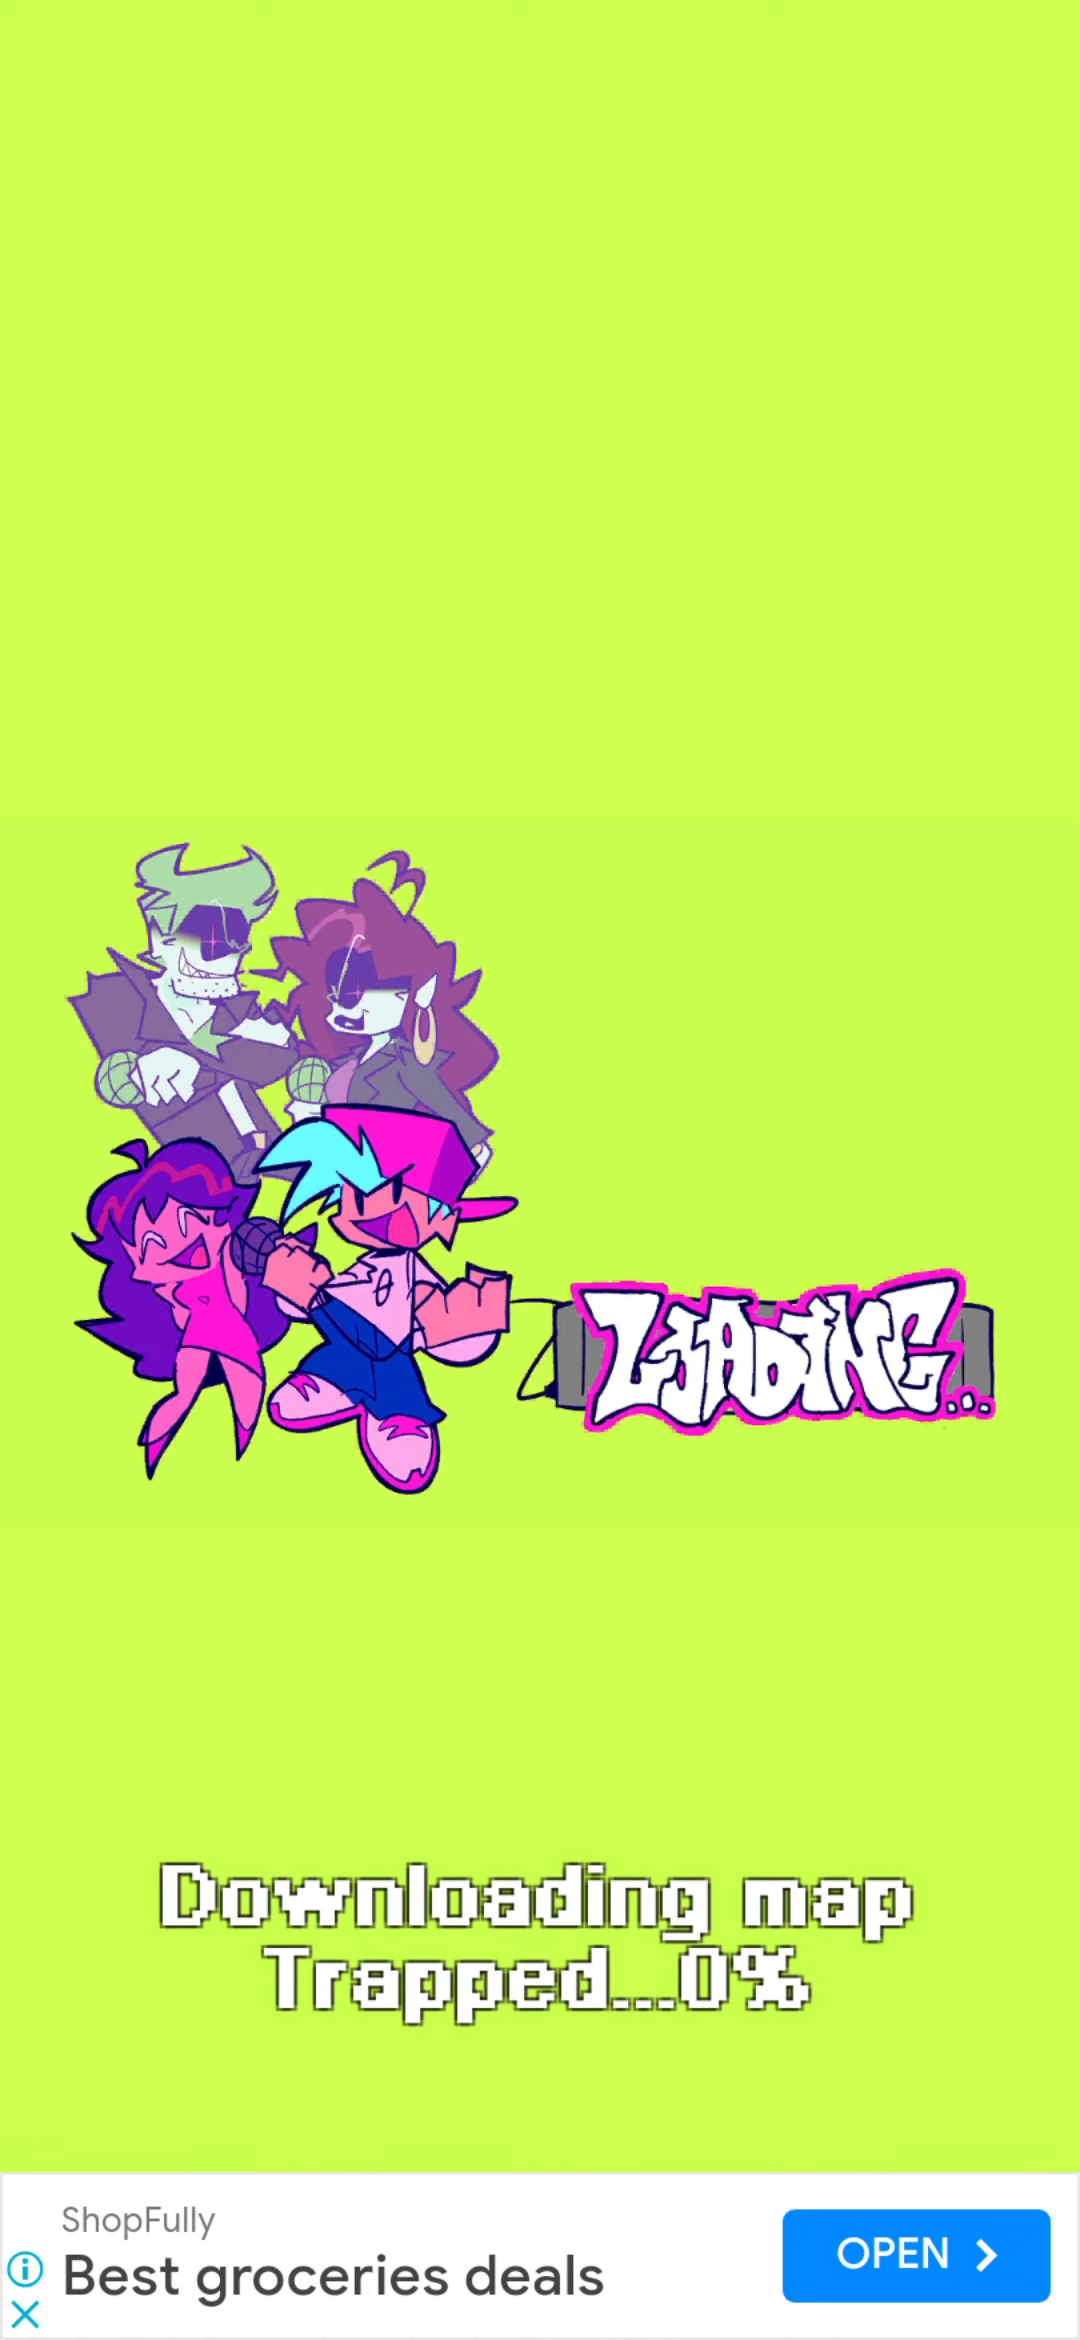 LOADING...
Downloading map
Trapped...0%
ShopFully
Best groceries deals
OPEN